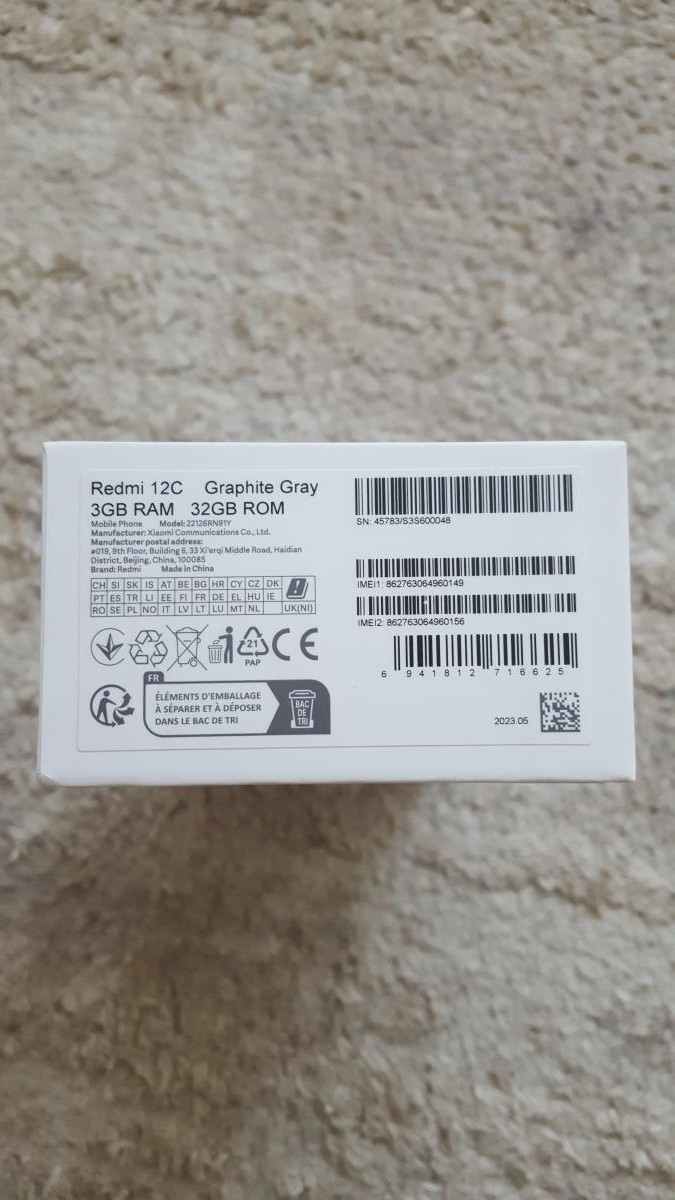 Redmi 12C Graphite Gray
3GB RAM 32GB ROM
Mobile Phone Model: 22126RN91Y
Manufacturer: Xiaomi Communications Co., Ltd.
Manufacturer postal address:
#019, 9th Floor, Building 6, 33 Xi'erqi Middle Road, Haidian
District, Beijing, China, 100085
Brand: Redmi Made in China
CH SI SK IS AT BE BG HR CY CZ DK
PT ES TR LI EE FI FR DE EL HU IE
RO SE PL NO IT LV LT LU MT NL UK(NI)
21
PAP
CE
FR
ÉLÉMENTS D'EMBALLAGE
À SÉPARER ET À DÉPOSER
DANS LE BAC DE TRI
BAC
DE
TRI
SN: 45783/S3S600048
IMEI1: 862763064960149
IMEI2: 862763064960156
6 941812 716625
2023.05